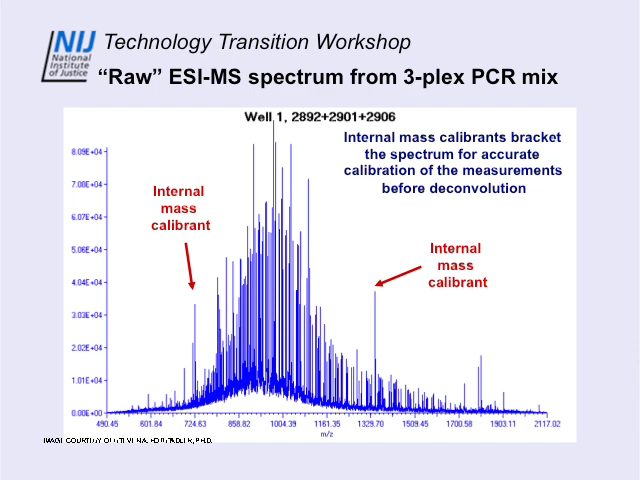 NIJ
National
Institute
of Justice
Technology Transition Workshop
“Raw” ESI-MS spectrum from 3-plex PCR mix
Well 1, 2892+2901+2906
Internal mass calibrants bracket
the spectrum for accurate
calibration of the measurements
before deconvolution
Internal
mass
calibrant
Internal
mass
calibrant
8.09E+04
7.08E+04
6.07E+04
5.06E+04
4.04E+04
3.03E+04
2.02E+04
1.01E+04
0.00E+00
490.45 601.84 724.63 858.82 1004.39 1161.35 1329.70 1509.45 1700.58 1903.11 2117.02
m/z
IMAGE COURTESY OF
PH.D.